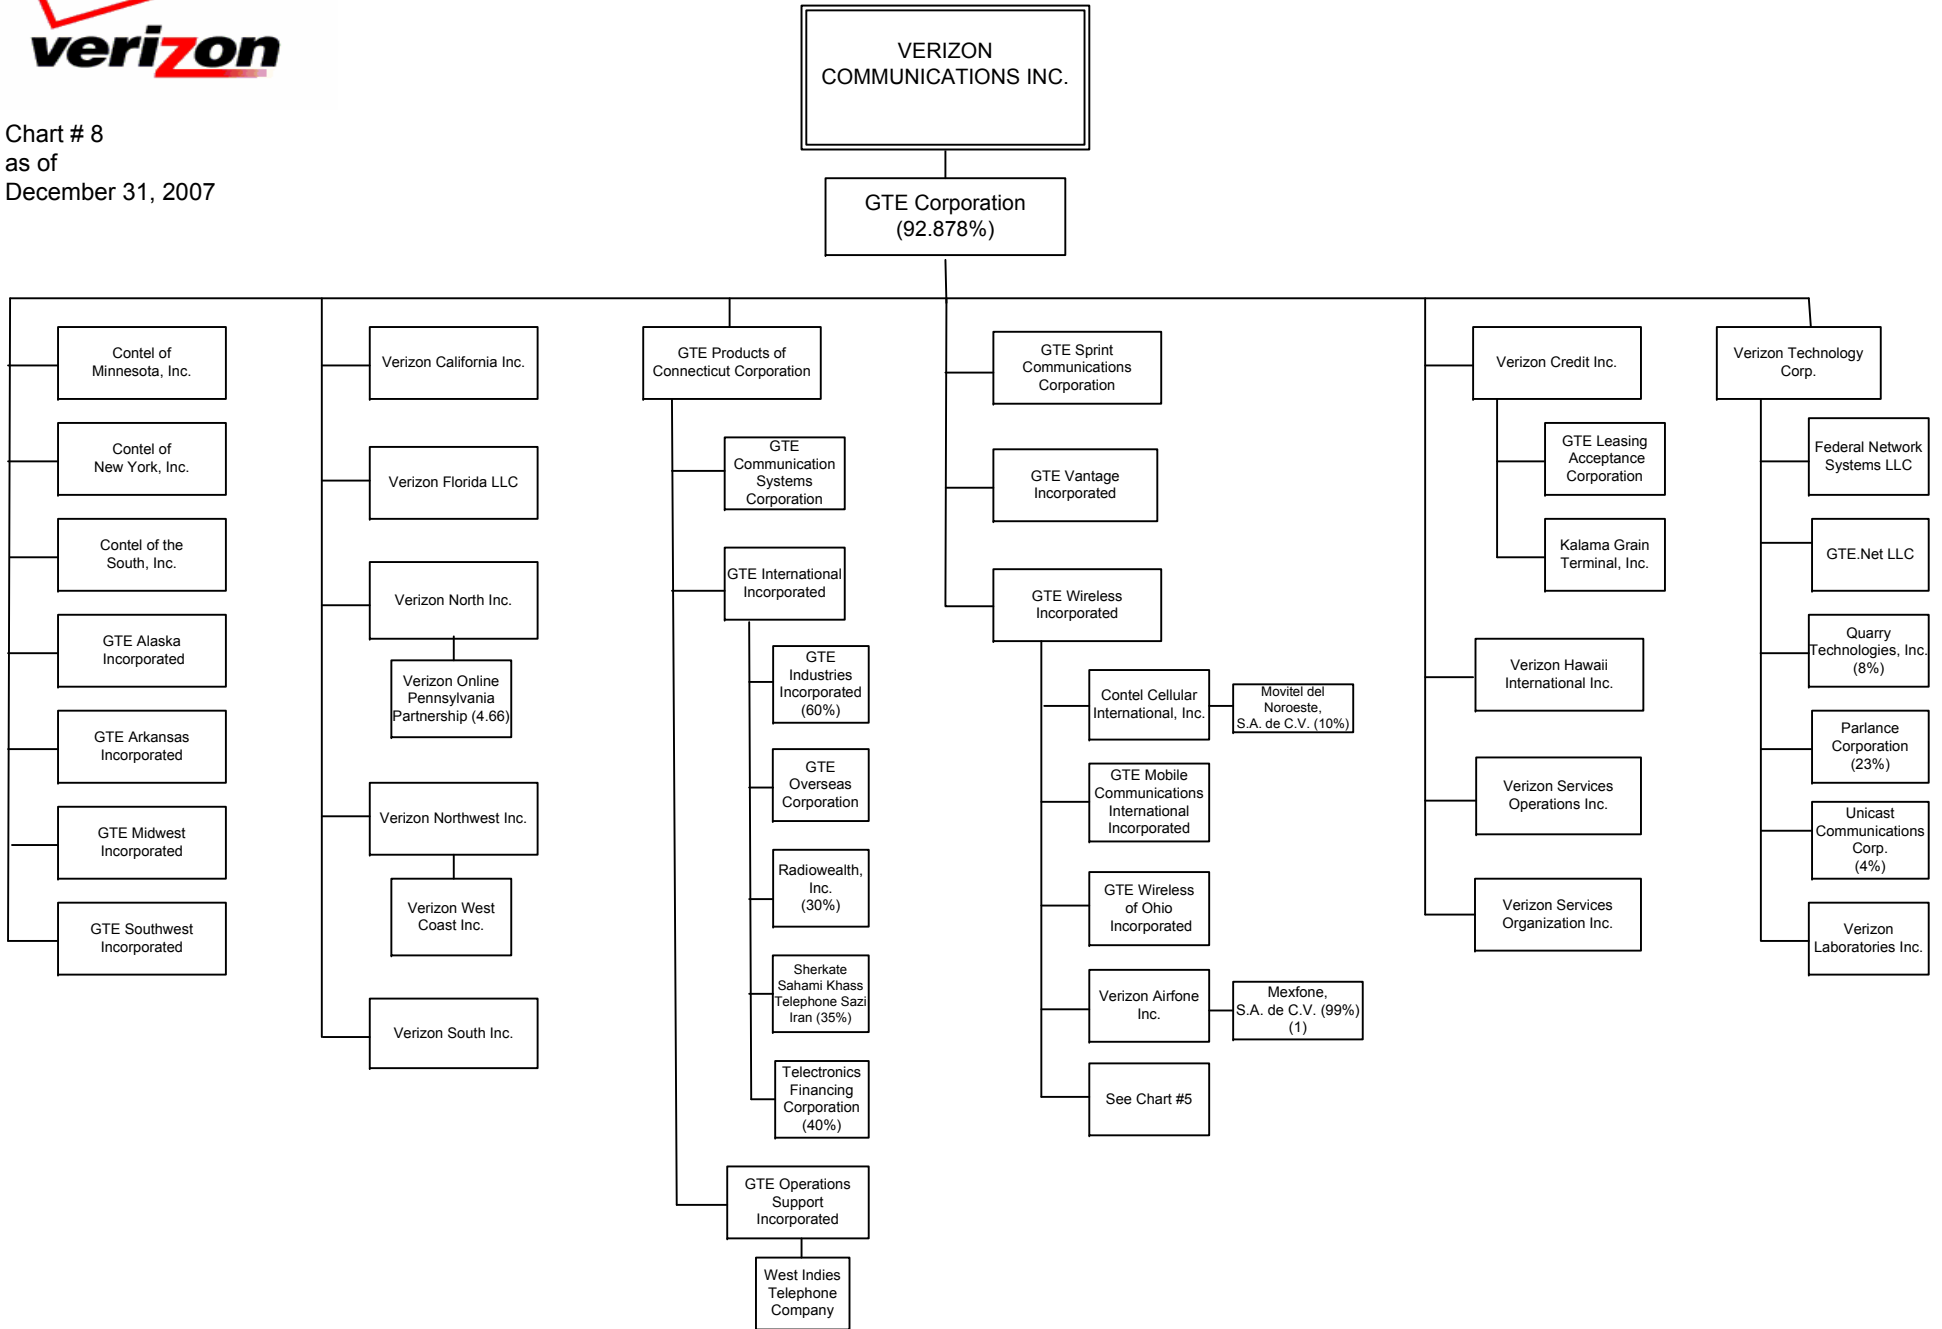 verizon
Chart # 8
as of
December 31, 2007
VERIZON
COMMUNICATIONS INC.
GTE Corporation
(92.878%)
Contel of
Minnesota, Inc.
Contel of
New York, Inc.
Contel of the
South, Inc.
GTE Alaska
Incorporated
GTE Arkansas
Incorporated
GTE Midwest
Incorporated
GTE Southwest
Incorporated
Verizon California Inc.
Verizon Florida LLC
Verizon North Inc.
Verizon Online
Pennsylvania
Partnership (4.66)
Verizon Northwest Inc.
Verizon West
Coast Inc.
Verizon South Inc.
GTE Products of
Connecticut Corporation
GTE
Communication
Systems
Corporation
GTE International
Incorporated
GTE
Industries
Incorporated
(60%)
GTE
Overseas
Corporation
Radiowealth,
Inc.
(30%)
Sherkate
Sahami Khass
Telephone Sazi
Iran (35%)
Telectronics
Financing
Corporation
(40%)
GTE Operations
Support
Incorporated
West Indies
Telephone
Company
GTE Sprint
Communications
Corporation
GTE Vantage
Incorporated
GTE Wireless
Incorporated
Contel Cellular
International, Inc.
Movitel del
Noroeste,
S.A. de C.V. (10%)
GTE Mobile
Communications
International
Incorporated
GTE Wireless
of Ohio
Incorporated
Verizon Airfone
Inc.
Mexfone,
S.A. de C.V. (99%)
(1)
See Chart #5
Verizon Credit Inc.
GTE Leasing
Acceptance
Corporation
Kalama Grain
Terminal, Inc.
Verizon Hawaii
International Inc.
Verizon Services
Operations Inc.
Verizon Services
Organization Inc.
Verizon Technology
Corp.
Federal Network
Systems LLC
GTE.Net LLC
Quarry
Technologies, Inc.
(8%)
Parlance
Corporation
(23%)
Unicast
Communications
Corp.
(4%)
Verizon
Laboratories Inc.